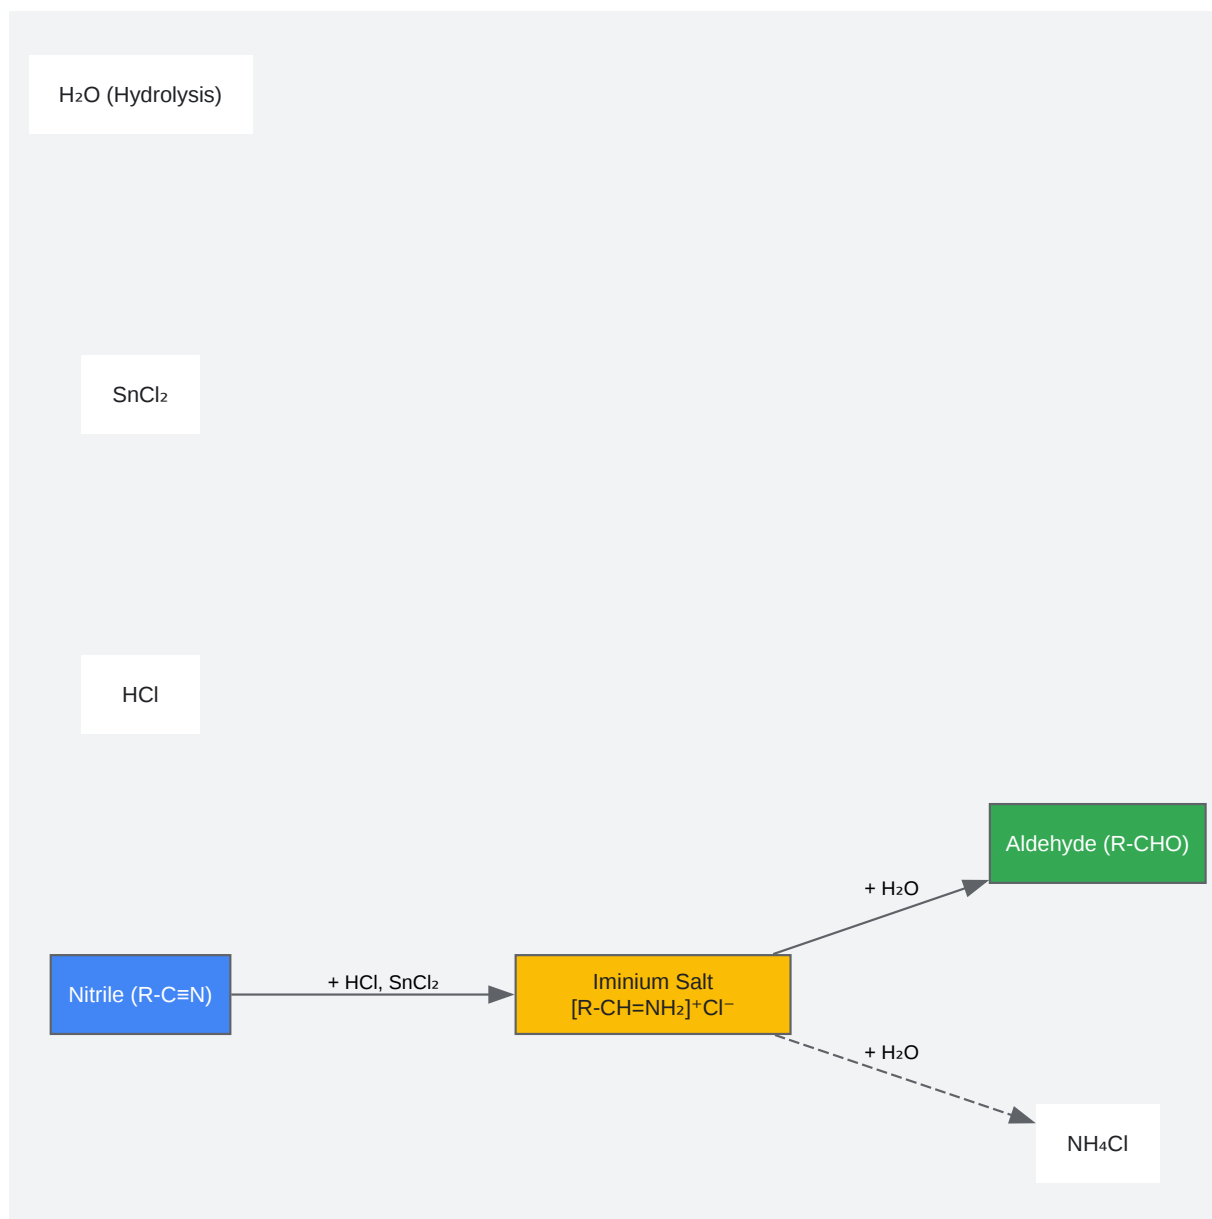 H₂O (Hydrolysis)
SnCl₂
HCl
Aldehyde (R-CHO)
+ H₂O
Nitrile (R-C≡N)
+ HCl, SnCl₂
Iminium Salt
[R-CH=NH₂]⁺Cl⁻
+ H₂O
NH₄Cl